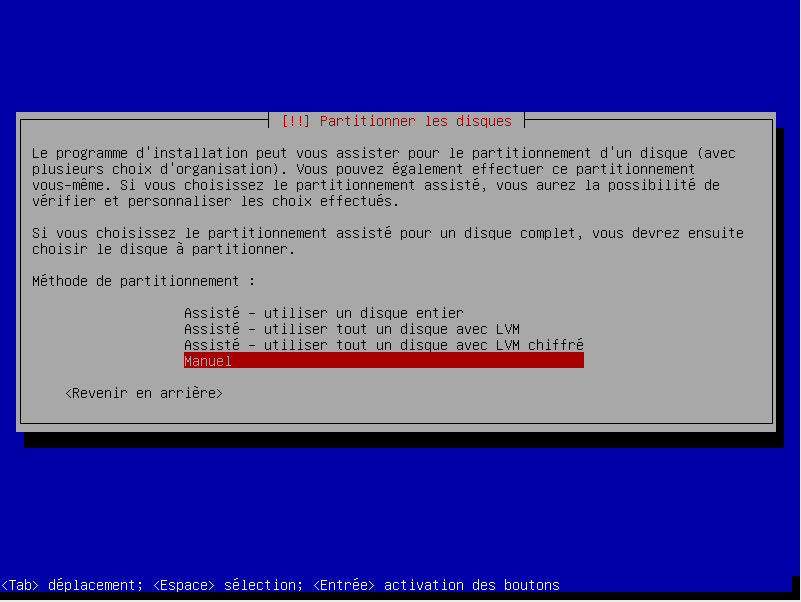 [!!] Partitionner les disques
Le programme d'installation peut vous assister pour le partitionnement d'un disque (avec
plusieurs choix d'organisation). Vous pouvez également effectuer ce partitionnement
vous-même. Si vous choisissez le partitionnement assisté, vous aurez la possibilité de
vérifier et personnaliser les choix effectués.
Si vous choisissez le partitionnement assisté pour un disque complet, vous devrez ensuite
choisir le disque à partitionner.
Méthode de partitionnement :
Assisté - utiliser un disque entier
Assisté - utiliser tout un disque avec LVM
Assisté - utiliser tout un disque avec LVM chiffré
Manuel
<Revenir en arrière>
<Tab> déplacement; <Espace> sélection; <Entrée> activation des boutons